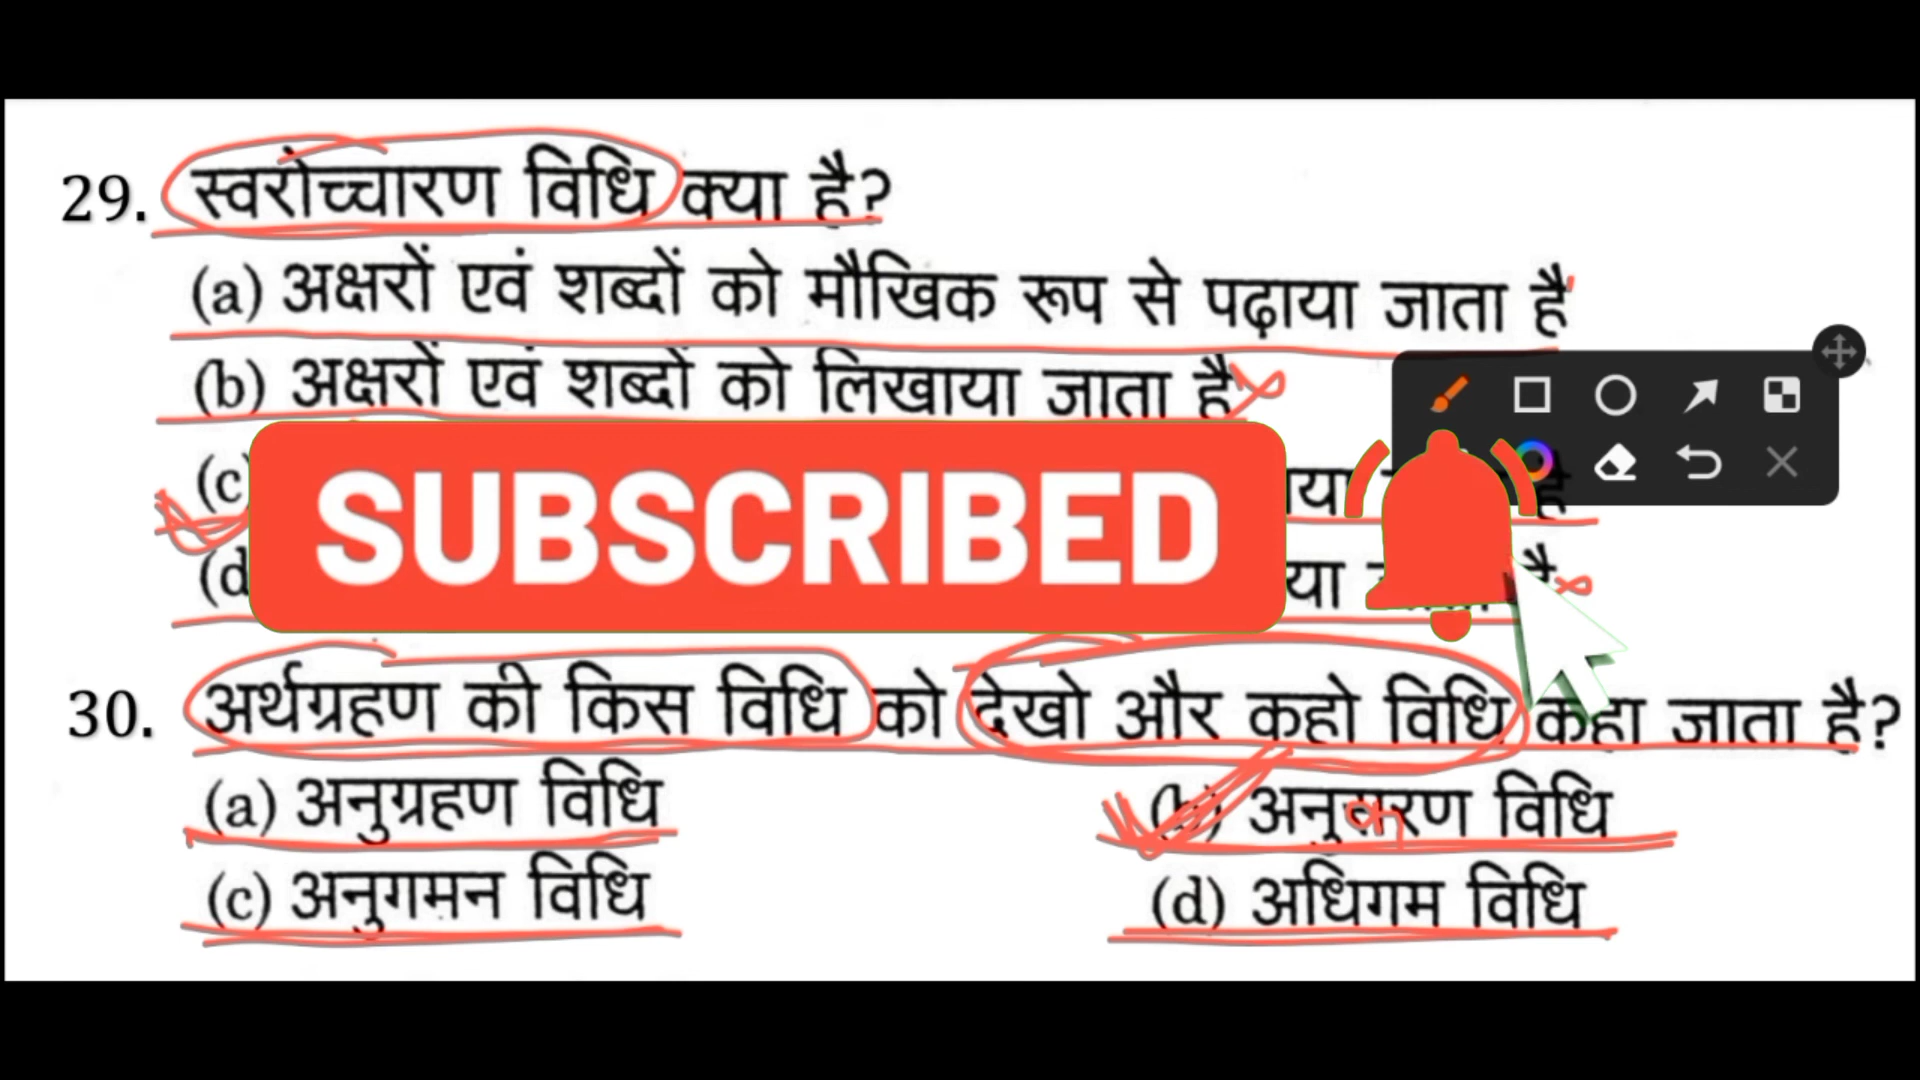 29. स्वरोच्चारण विधि क्या है?
(a) अक्षरों एवं शब्दों को मौखिक रूप से पढ़ाया जाता है
(b) अक्षरों एवं शब्दों को लिखाया जाता है
(c
(d
SUBSCRIBED
30. अर्थग्रहण की किस विधि को देखो और कहो विधि कहा जाता है?
(a) अनुग्रहण विधि (b) अनुसरण विधि
(c) अनुगमन विधि (d) अधिगम विधि